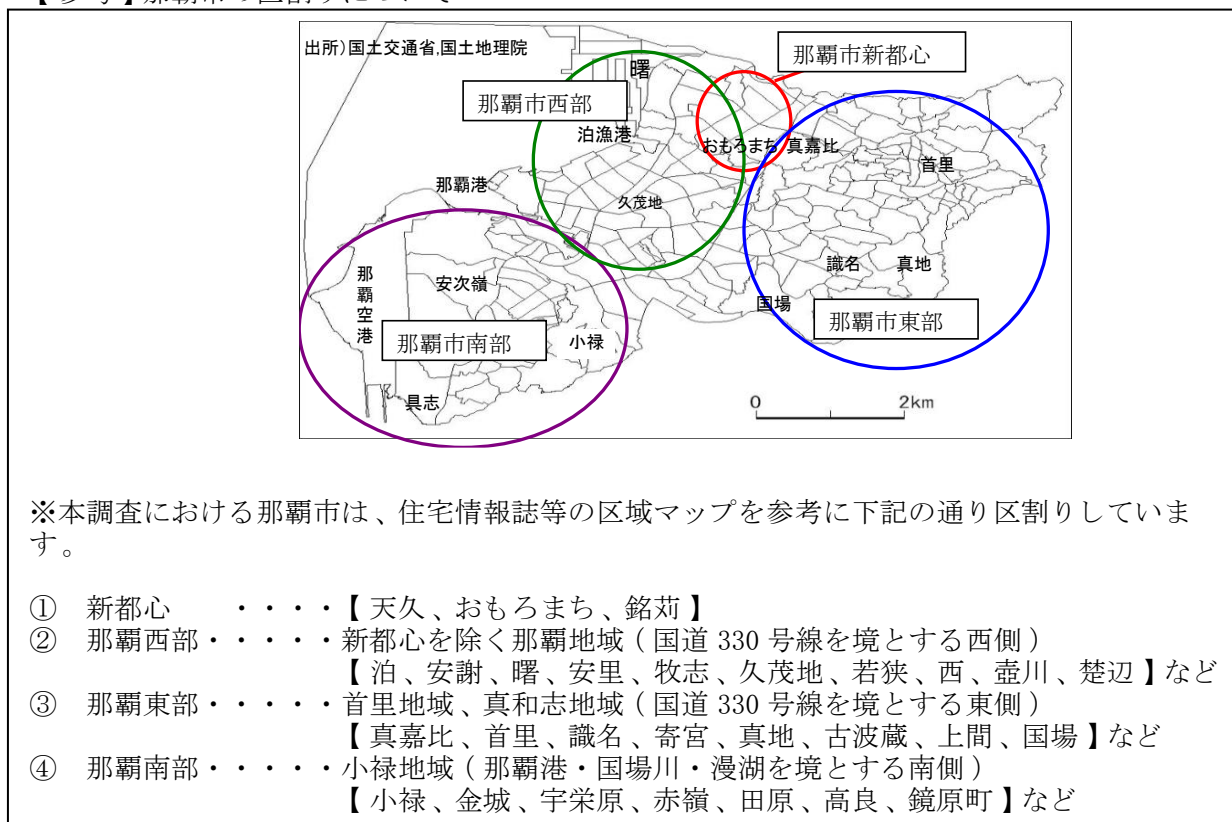 【参考】那覇市の区割りについて
出所)国土交通省,国土地理院
那覇市新都心
曙
那覇市西部
泊漁港
おもろまち
真嘉比
首里
那覇港
久茂地
那覇空港
安次嶺
識名
真地
国場
那覇市東部
那覇市南部
小禄
具志
0 2km
※本調査における那覇市は、住宅情報誌等の区域マップを参考に下記の通り区割りしていま
す。
① 新都心 ・・・・【天久、おもろまち、銘苅】
② 那覇西部・・・・・新都心を除く那覇地域(国道 330 号線を境とする西側)
【泊、安謝、曙、安里、牧志、久茂地、若狭、西、壺川、楚辺】など
③ 那覇東部・・・・・首里地域、真和志地域(国道 330 号線を境とする東側)
【真嘉比、首里、識名、寄宮、真地、古波蔵、上間、国場】など
④ 那覇南部・・・・・小禄地域(那覇港・国場川・漫湖を境とする南側)
【小禄、金城、宇栄原、赤嶺、田原、高良、鏡原町】など